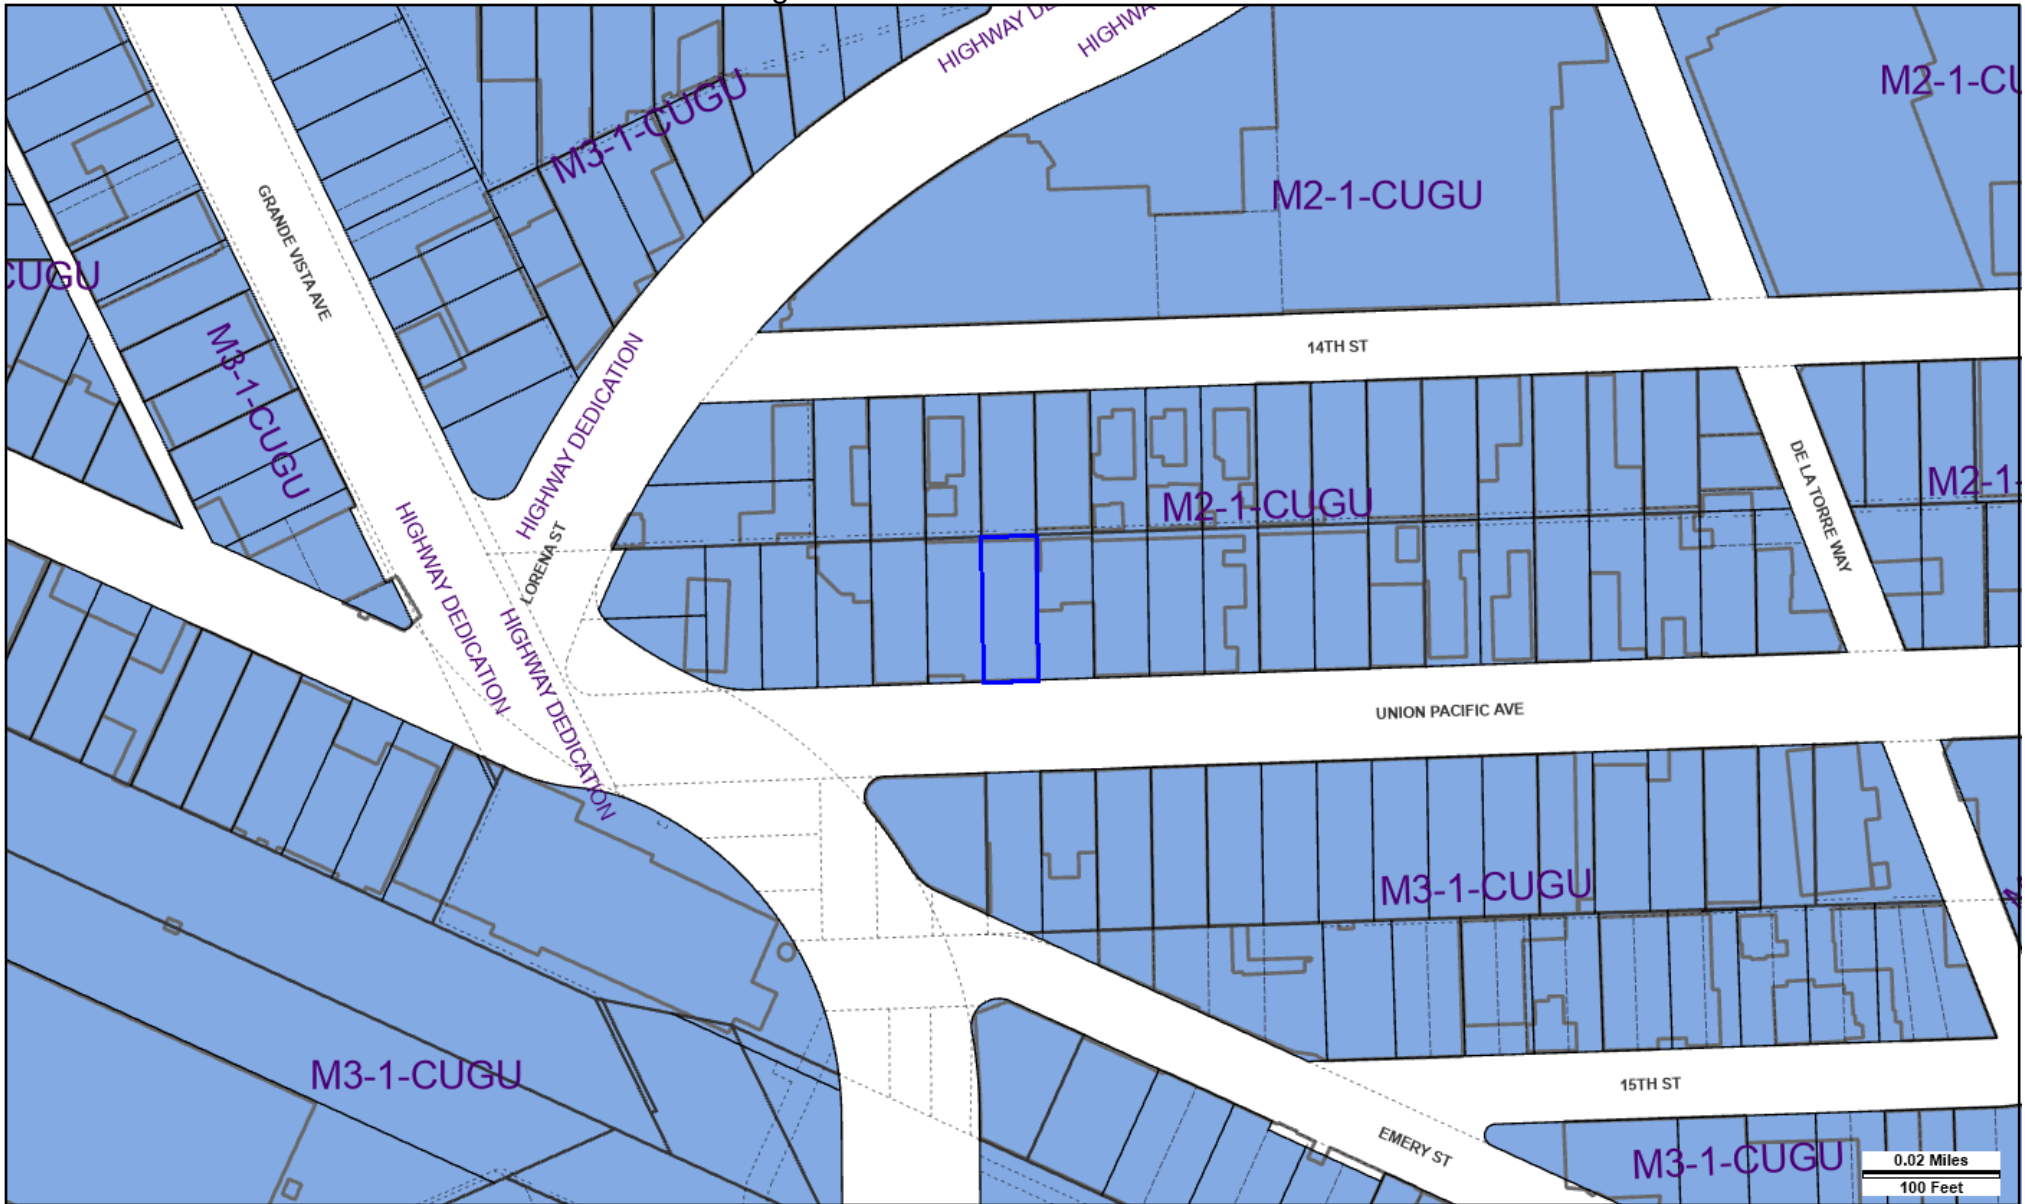 HIGHWAY DE
HIGHWA
M2-1-CU
M3-1-CUGU
M2-1-CUGU
GRANDE VISTA AVE
CUGU
14TH ST
M3-1-CUGU
HIGHWAY DEDICATION
M2-1-CUGU
M2-1-
DE LA TORRE WAY
LORENA ST
HIGHWAY DEDICATION
HIGHWAY DEDICATION
UNION PACIFIC AVE
M3-1-CUGU
M3-1-CUGU
15TH ST
EMERY ST
M3-1-CUGU
0.02 Miles
100 Feet